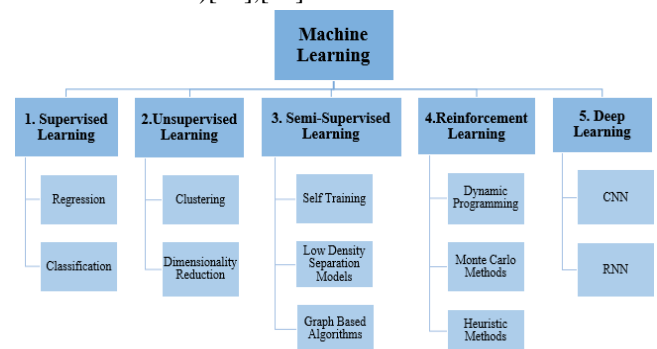 Machine
Learning
1. Supervised
Learning
Regression
Classification
2.Unsupervised
Learning
Clustering
Dimensionality
Reduction
3. Semi-Supervised
Learning
Self Training
Low Density
Separation
Models
Graph Based
Algorithms
4.Reinforcement
Learning
Dynamic
Programming
Monte Carlo
Methods
Heuristic
Methods
5. Deep
Learning
CNN
RNN